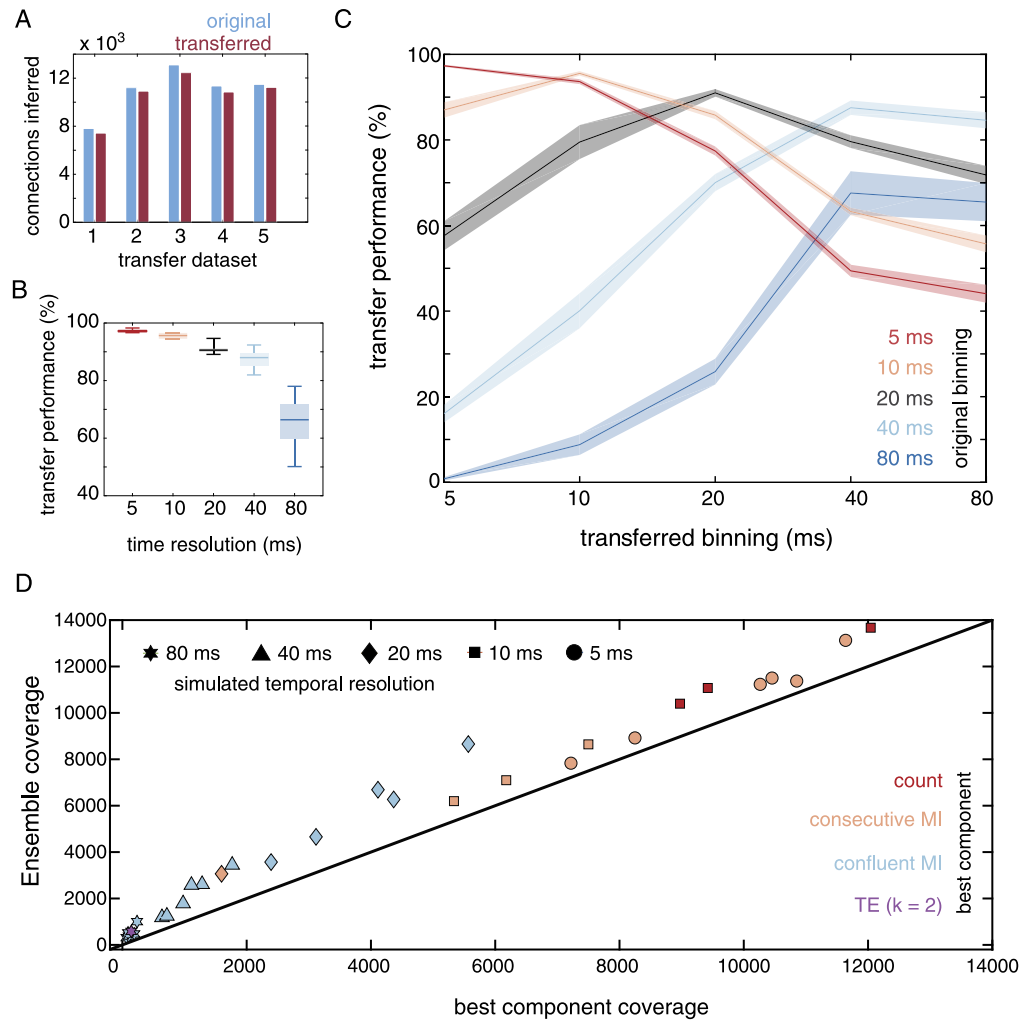 A
original
transferred
x 10³
connections inferred
12
8
4
0
1 2 3 4 5
transfer dataset
B
transfer performance (%)
100
80
60
40
5 10 20 40 80
time resolution (ms)
C
transfer performance (%)
100
80
60
40
20
0
5 ms
10 ms
20 ms
40 ms
80 ms
original binning
5 10 20 40 80
transferred binning (ms)
D
Ensemble coverage
14000
12000
10000
8000
6000
4000
2000
0
80 ms 40 ms 20 ms 10 ms 5 ms
simulated temporal resolution
count
consecutive MI
confluent MI
TE (k = 2)
best component
0 2000 4000 6000 8000 10000 12000 14000
best component coverage